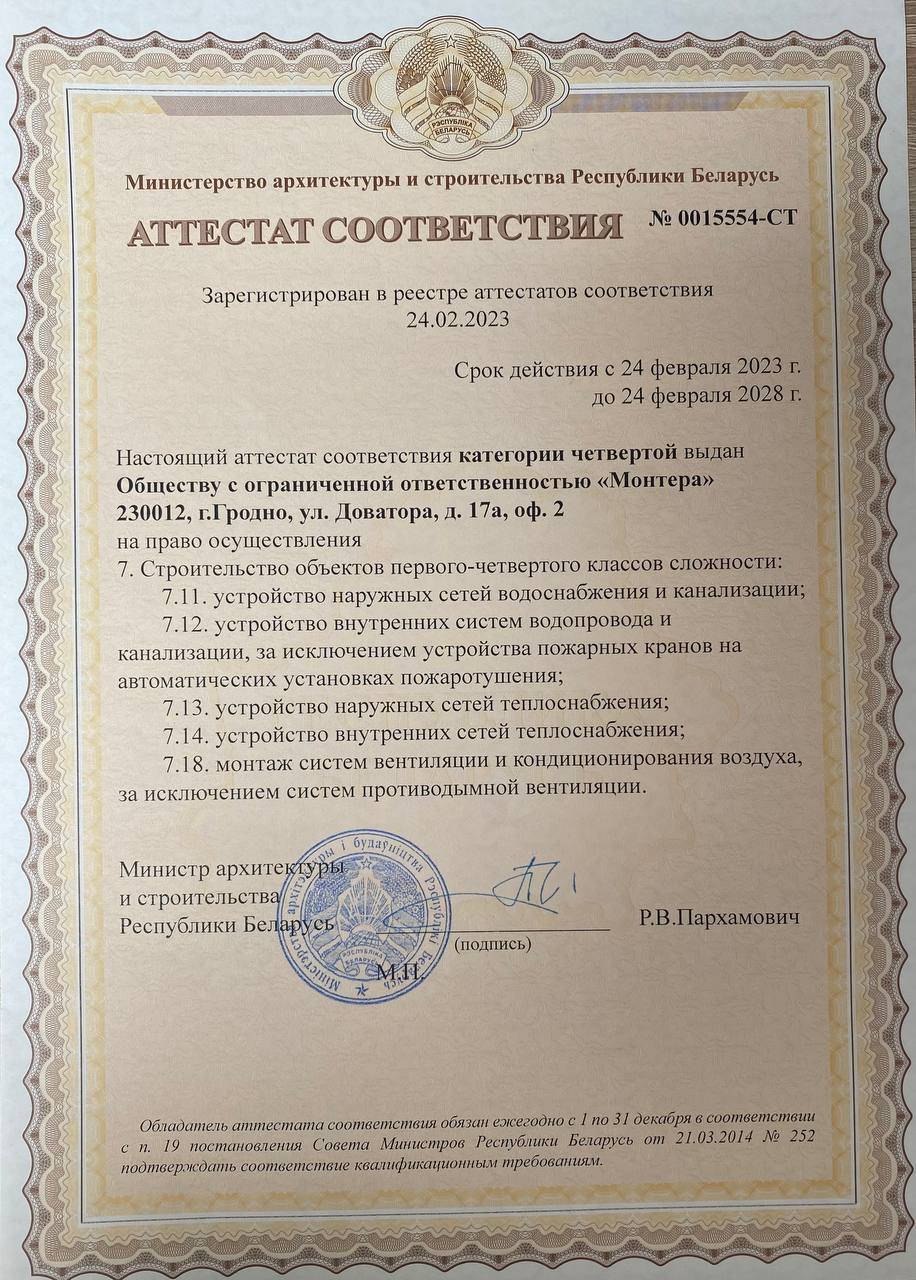 РЭСПУБЛІКА
БЕЛАРУСЬ
Министерство архитектуры и строительства Республики Беларусь
АТТЕСТАТ СООТВЕТСТВИЯ № 0015554-СТ
Зарегистрирован в реестре аттестатов соответствия
24.02.2023
Срок действия с 24 февраля 2023 г.
до 24 февраля 2028 г.
Настоящий аттестат соответствия категории четвертой выдан
Обществу с ограниченной ответственностью «Монтера»
230012, г.Гродно, ул. Доватора, д. 17а, оф. 2
на право осуществления
7. Строительство объектов первого-четвертого классов сложности:
7.11. устройство наружных сетей водоснабжения и канализации;
7.12. устройство внутренних систем водопровода и
канализации, за исключением устройства пожарных кранов на
автоматических установках пожаротушения;
7.13. устройство наружных сетей теплоснабжения;
7.14. устройство внутренних сетей теплоснабжения;
7.18. монтаж систем вентиляции и кондиционирования воздуха,
за исключением систем противодымной вентиляции.
Министр архитектуры
и строительства
Республики Беларусь
Р.В.Пархамович
(подпись)
М.П.
Міністэрства архітэктуры і будаўніцтва Рэспублікі Беларусь
РЭСПУБЛІКА
БЕЛАРУСЬ
Обладатель аттестата соответствия обязан ежегодно с 1 по 31 декабря в соответствии
с п. 19 постановления Совета Министров Республики Беларусь от 21.03.2014 № 252
подтверждать соответствие квалификационным требованиям.